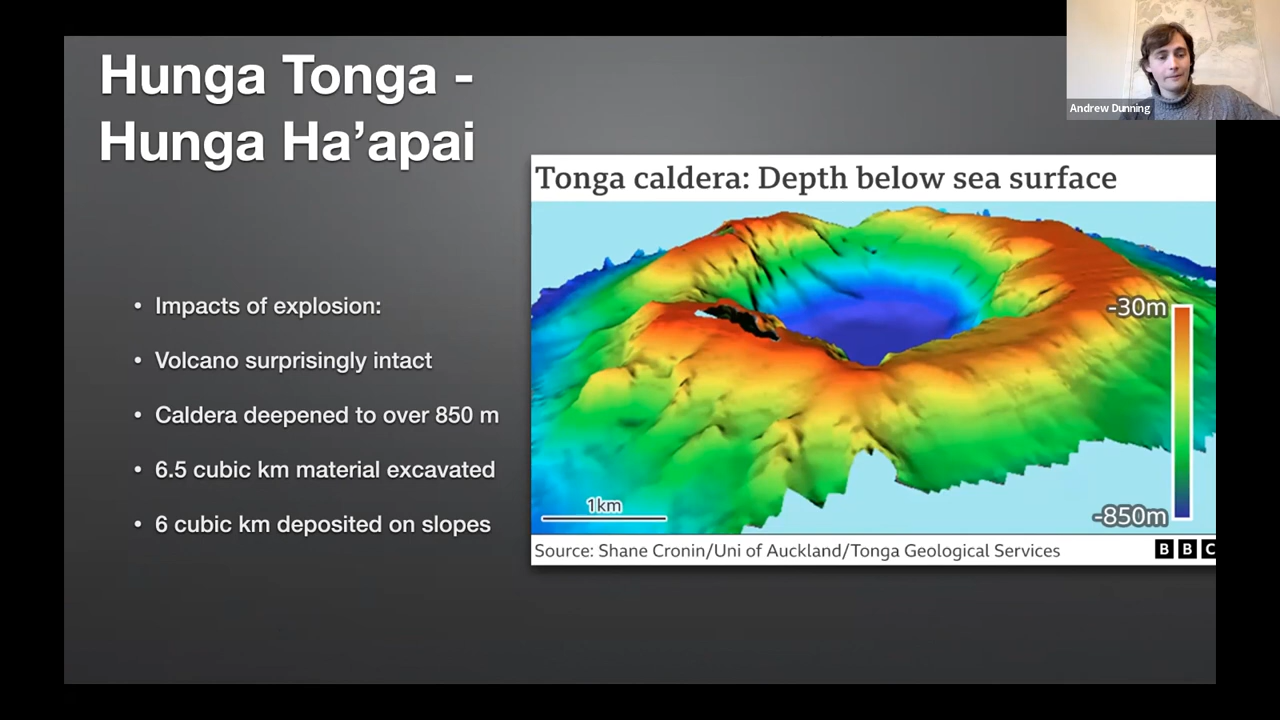 Hunga Tonga -
Hunga Ha’apai
Andrew Dunning
• Impacts of explosion:
• Volcano surprisingly intact
• Caldera deepened to over 850 m
• 6.5 cubic km material excavated
• 6 cubic km deposited on slopes
Tonga caldera: Depth below sea surface
-30m
-850m
1km
Source: Shane Cronin/Uni of Auckland/Tonga Geological Services
BBC